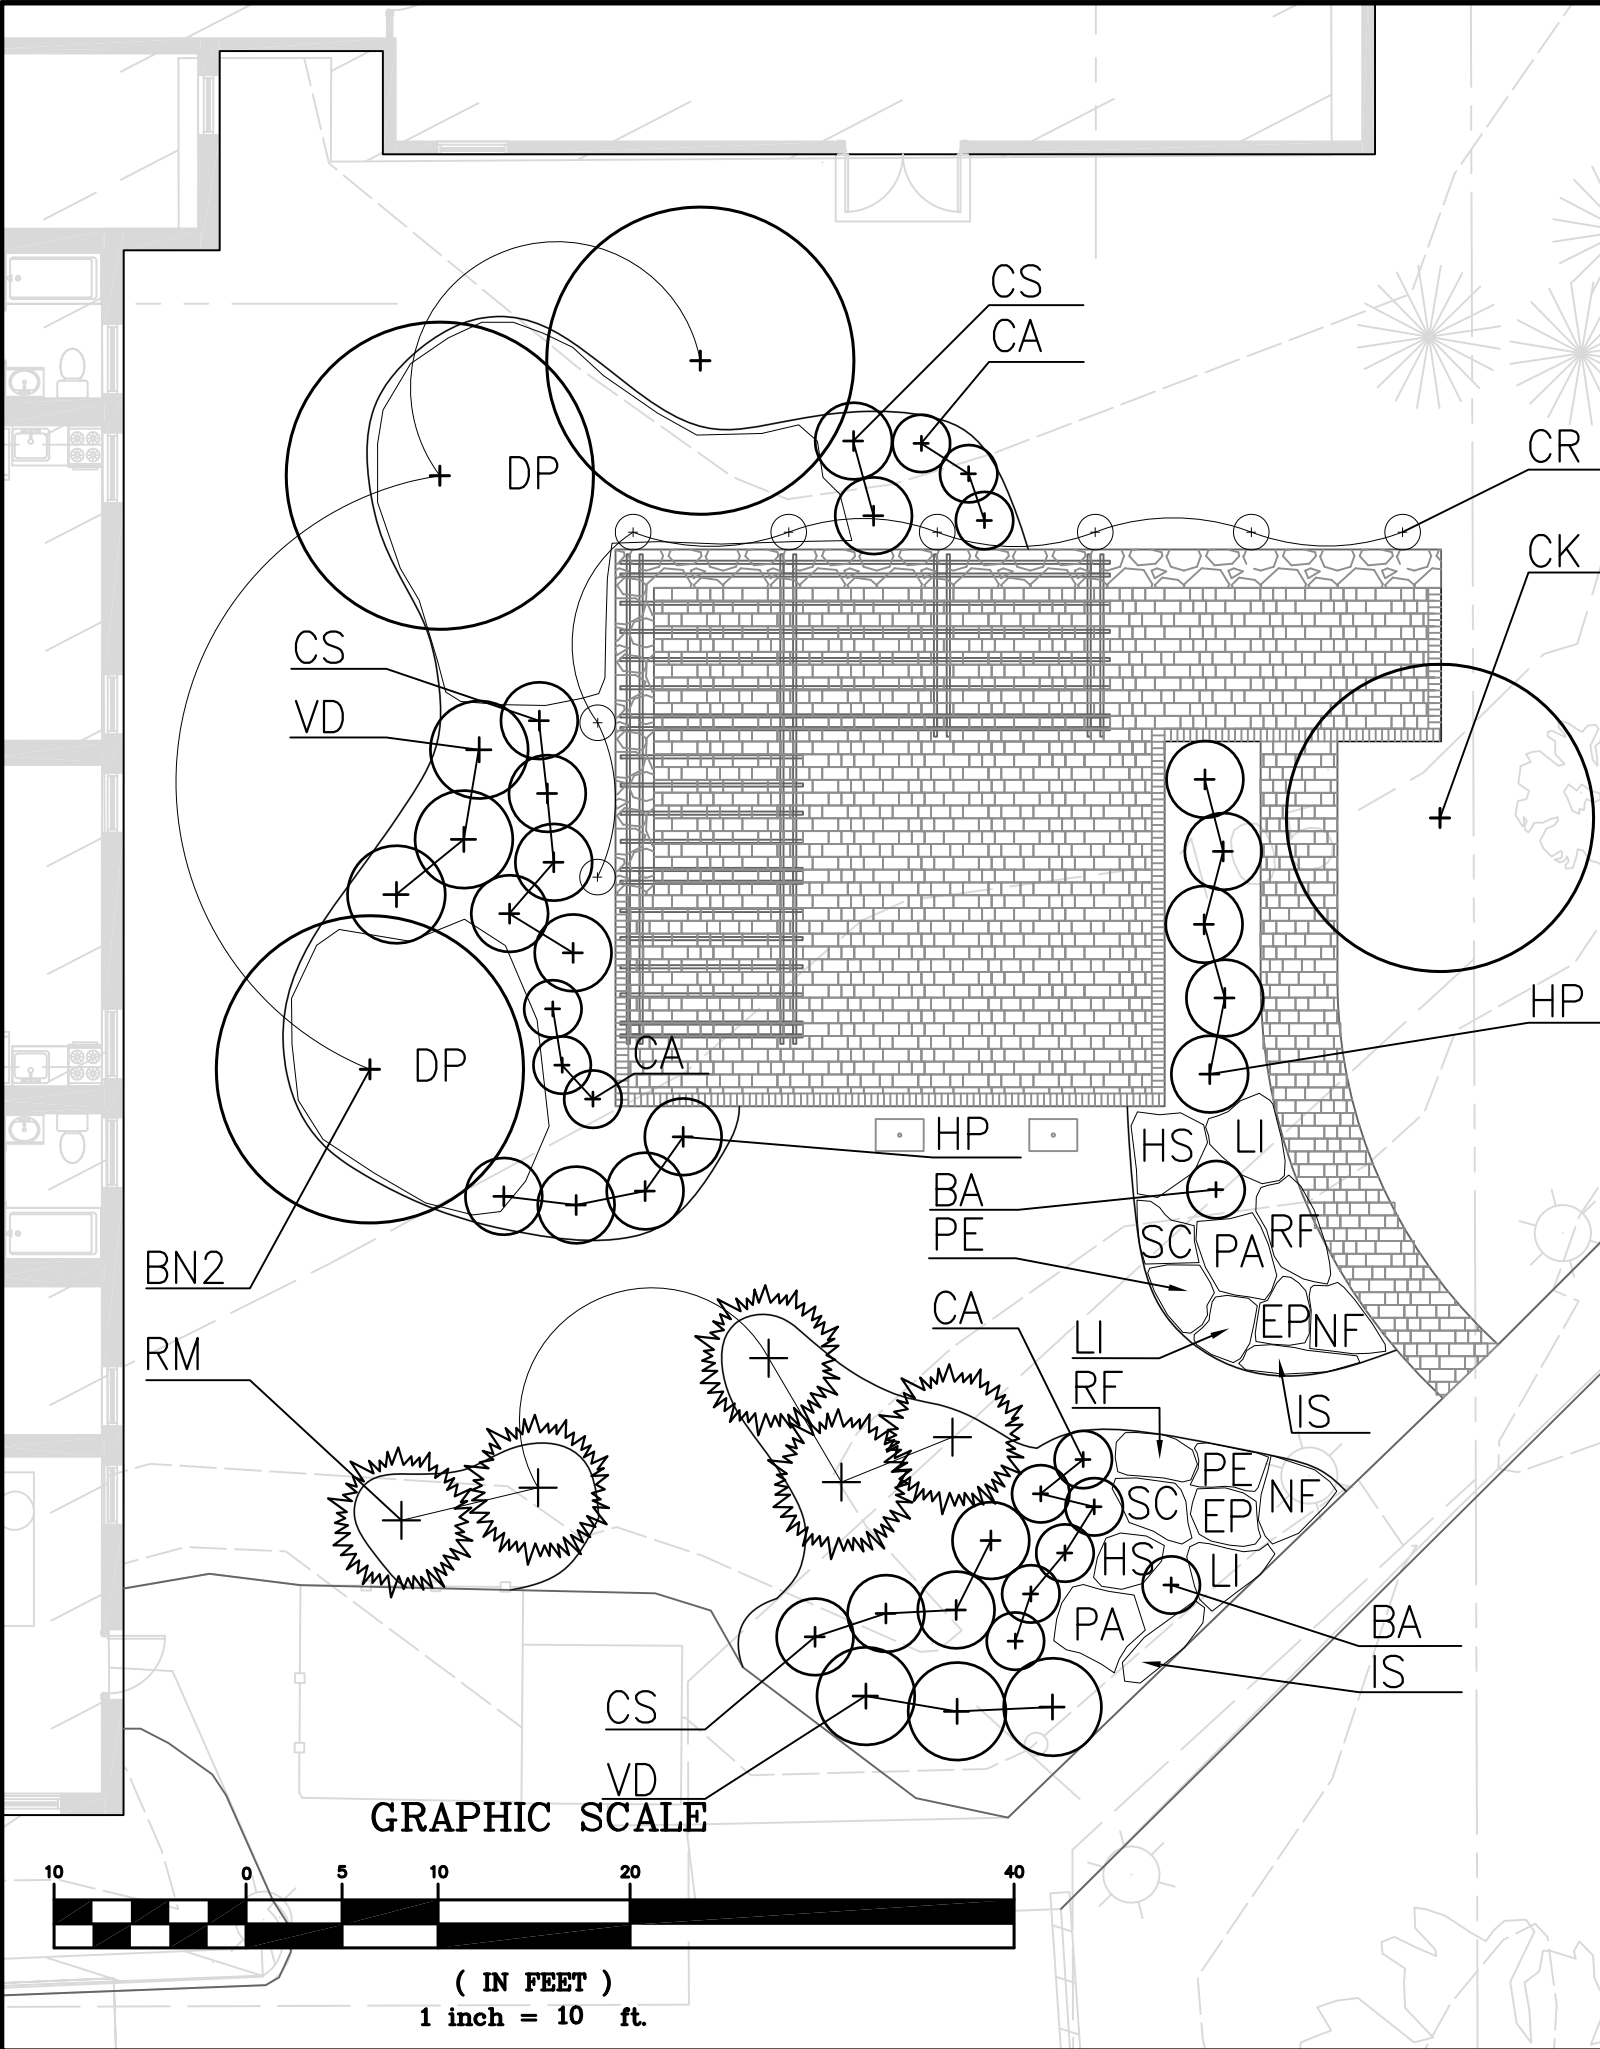 CS
CA
CR
DP
CK
CS
VD
HP
CA
DP
HP
HS
LI
BA
PE
SC
PA
RF
BN2
CA
EP
NF
LI
RM
RF
IS
PE
SC
EP
NF
HS
LI
PA
BA
IS
CS
VD
GRAPHIC SCALE
10 0 5 10 20 40
( IN FEET )
1 inch = 10 ft.